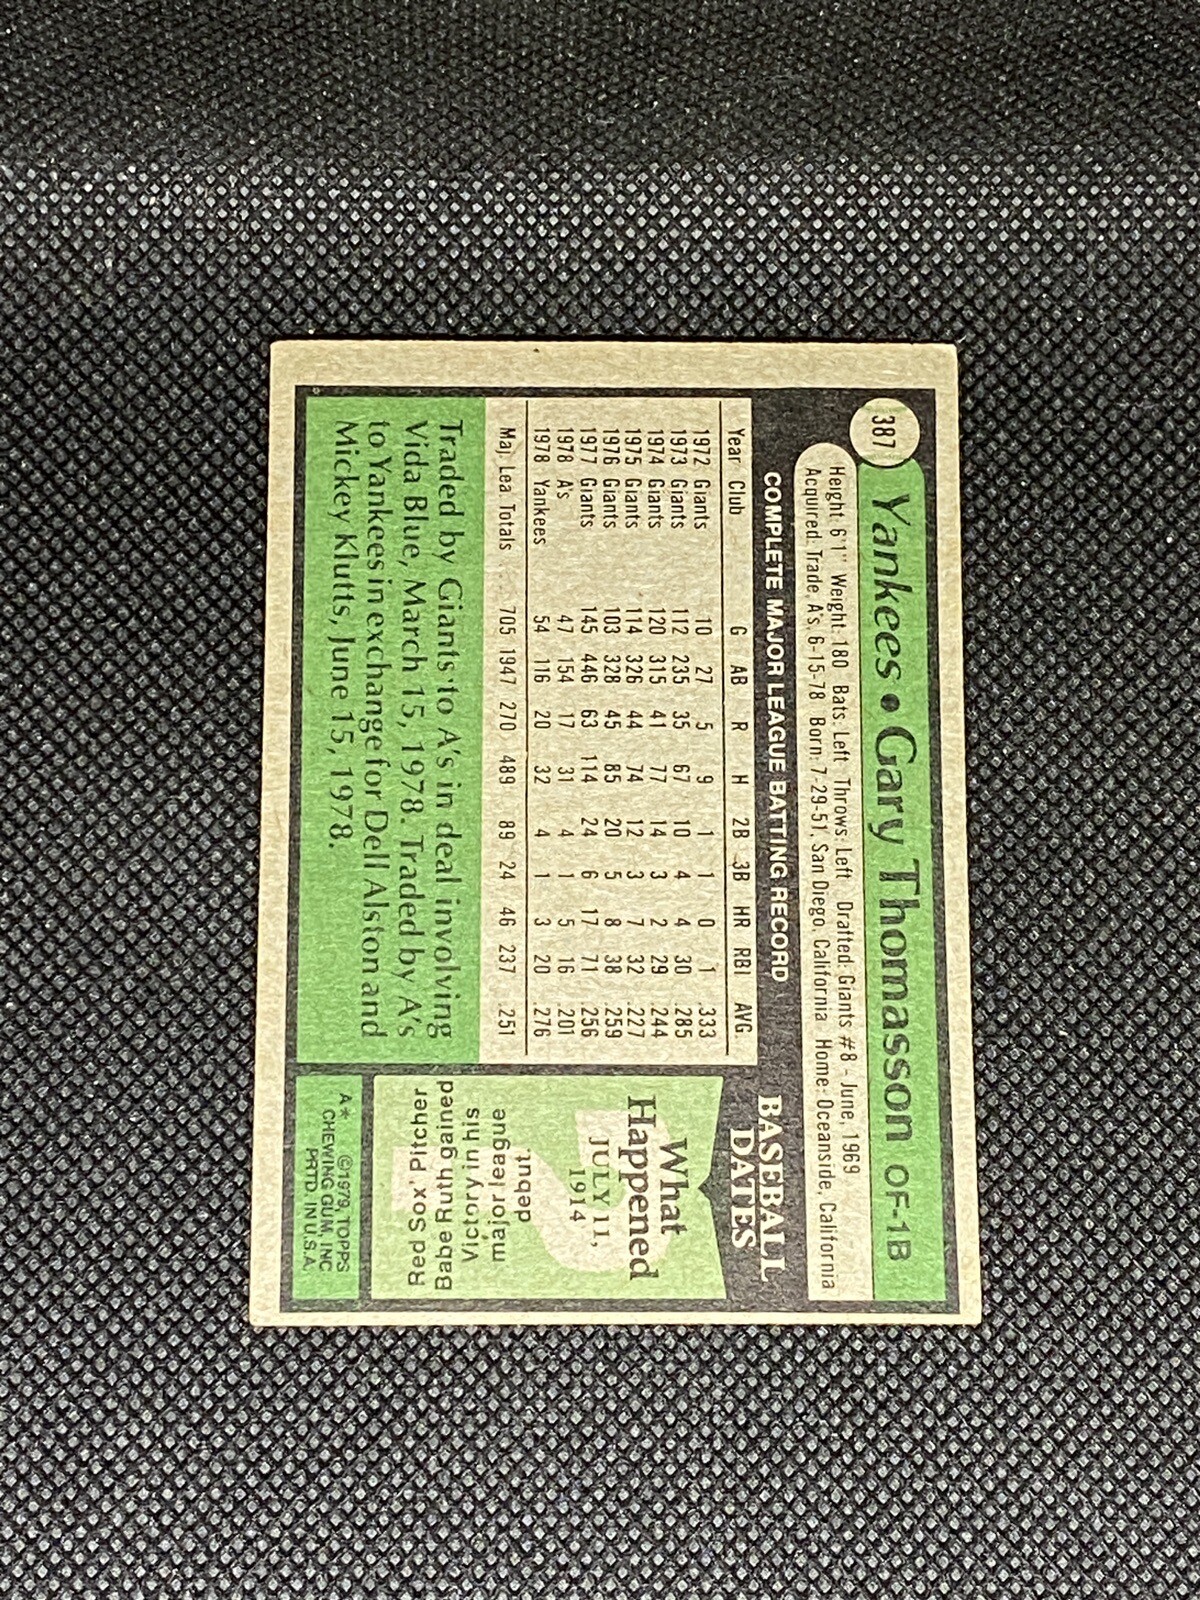 387
Yankees • Gary Thomasson OF-1B
Height 6'1" Weight: 180 Bats: Left Throws: Left Drafted: Giants #8 - June, 1969
Acquired: Trade, A's, 6-15-78 Born: 7-29-51, San Diego, California Home: Oceanside, California
COMPLETE MAJOR LEAGUE BATTING RECORD
Year Club G AB R H 2B 3B HR RBI AVG.
1972 Giants 10 27 5 9 1 1 0 1 .333
1973 Giants 112 235 35 67 10 4 4 30 .285
1974 Giants 120 315 41 77 14 3 2 29 .244
1975 Giants 114 326 44 74 12 3 7 32 .227
1976 Giants 103 328 45 85 20 5 8 38 .259
1977 Giants 145 446 63 114 24 6 17 71 .256
1978 A's 47 154 17 31 4 1 5 16 .201
1978 Yankees 54 116 20 32 4 1 3 20 .276
Maj. Lea Totals 705 1947 270 489 89 24 46 237 .251
Traded by Giants to A's in deal involving
Vida Blue, March 15, 1978. Traded by A's
to Yankees in exchange for Dell Alston and
Mickey Klutts, June 15, 1978.
BASEBALL
DATES
What
Happened
JULY 11,
1914
?
Red Sox' Pitcher
Babe Ruth gained
victory in his
major league
debut
A* ©1979, TOPPS
CHEWING GUM, INC
PRTD. IN U.S.A.